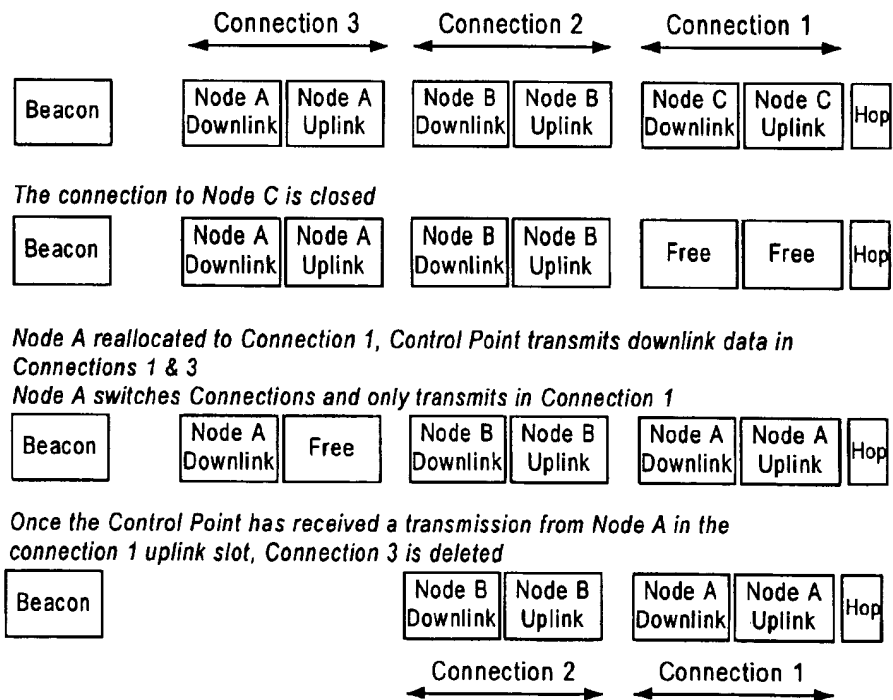 Connection 3 Connection 2 Connection 1
Beacon Node A Downlink Node A Uplink Node B Downlink Node B Uplink Node C Downlink Node C Uplink Hop
The connection to Node C is closed
Beacon Node A Downlink Node A Uplink Node B Downlink Node B Uplink Free Free Hop
Node A reallocated to Connection 1, Control Point transmits downlink data in
Connections 1 & 3
Node A switches Connections and only transmits in Connection 1
Beacon Node A Downlink Free Node B Downlink Node B Uplink Node A Downlink Node A Uplink Hop
Once the Control Point has received a transmission from Node A in the
connection 1 uplink slot, Connection 3 is deleted
Beacon Node B Downlink Node B Uplink Node A Downlink Node A Uplink Hop
Connection 2 Connection 1